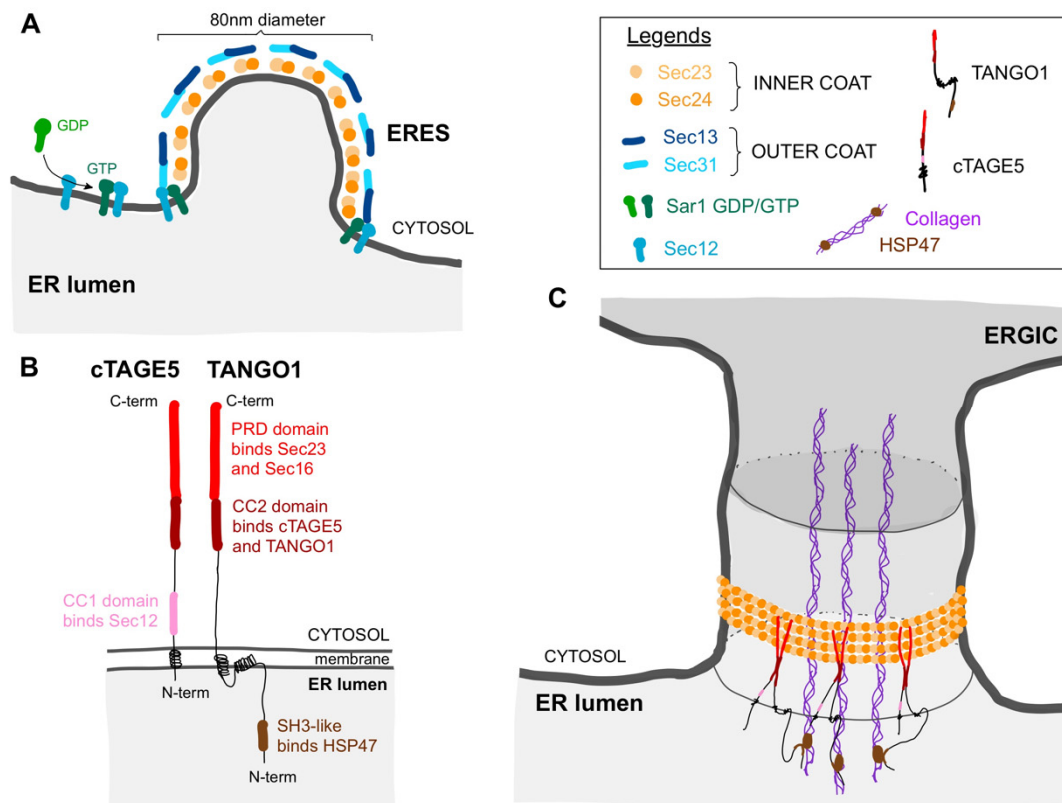 A
80nm diameter
GDP
GTP
ERES
CYTOSOL
ER lumen
Legends
Sec23
Sec24
INNER COAT
Sec13
Sec31
OUTER COAT
Sar1 GDP/GTP
Sec12
TANGO1
cTAGE5
Collagen
HSP47
B
cTAGE5
TANGO1
C-term
C-term
PRD domain
binds Sec23
and Sec16
CC2 domain
binds cTAGE5
and TANGO1
CC1 domain
binds Sec12
CYTOSOL
membrane
ER lumen
N-term
SH3-like
binds HSP47
N-term
C
ERGIC
CYTOSOL
ER lumen